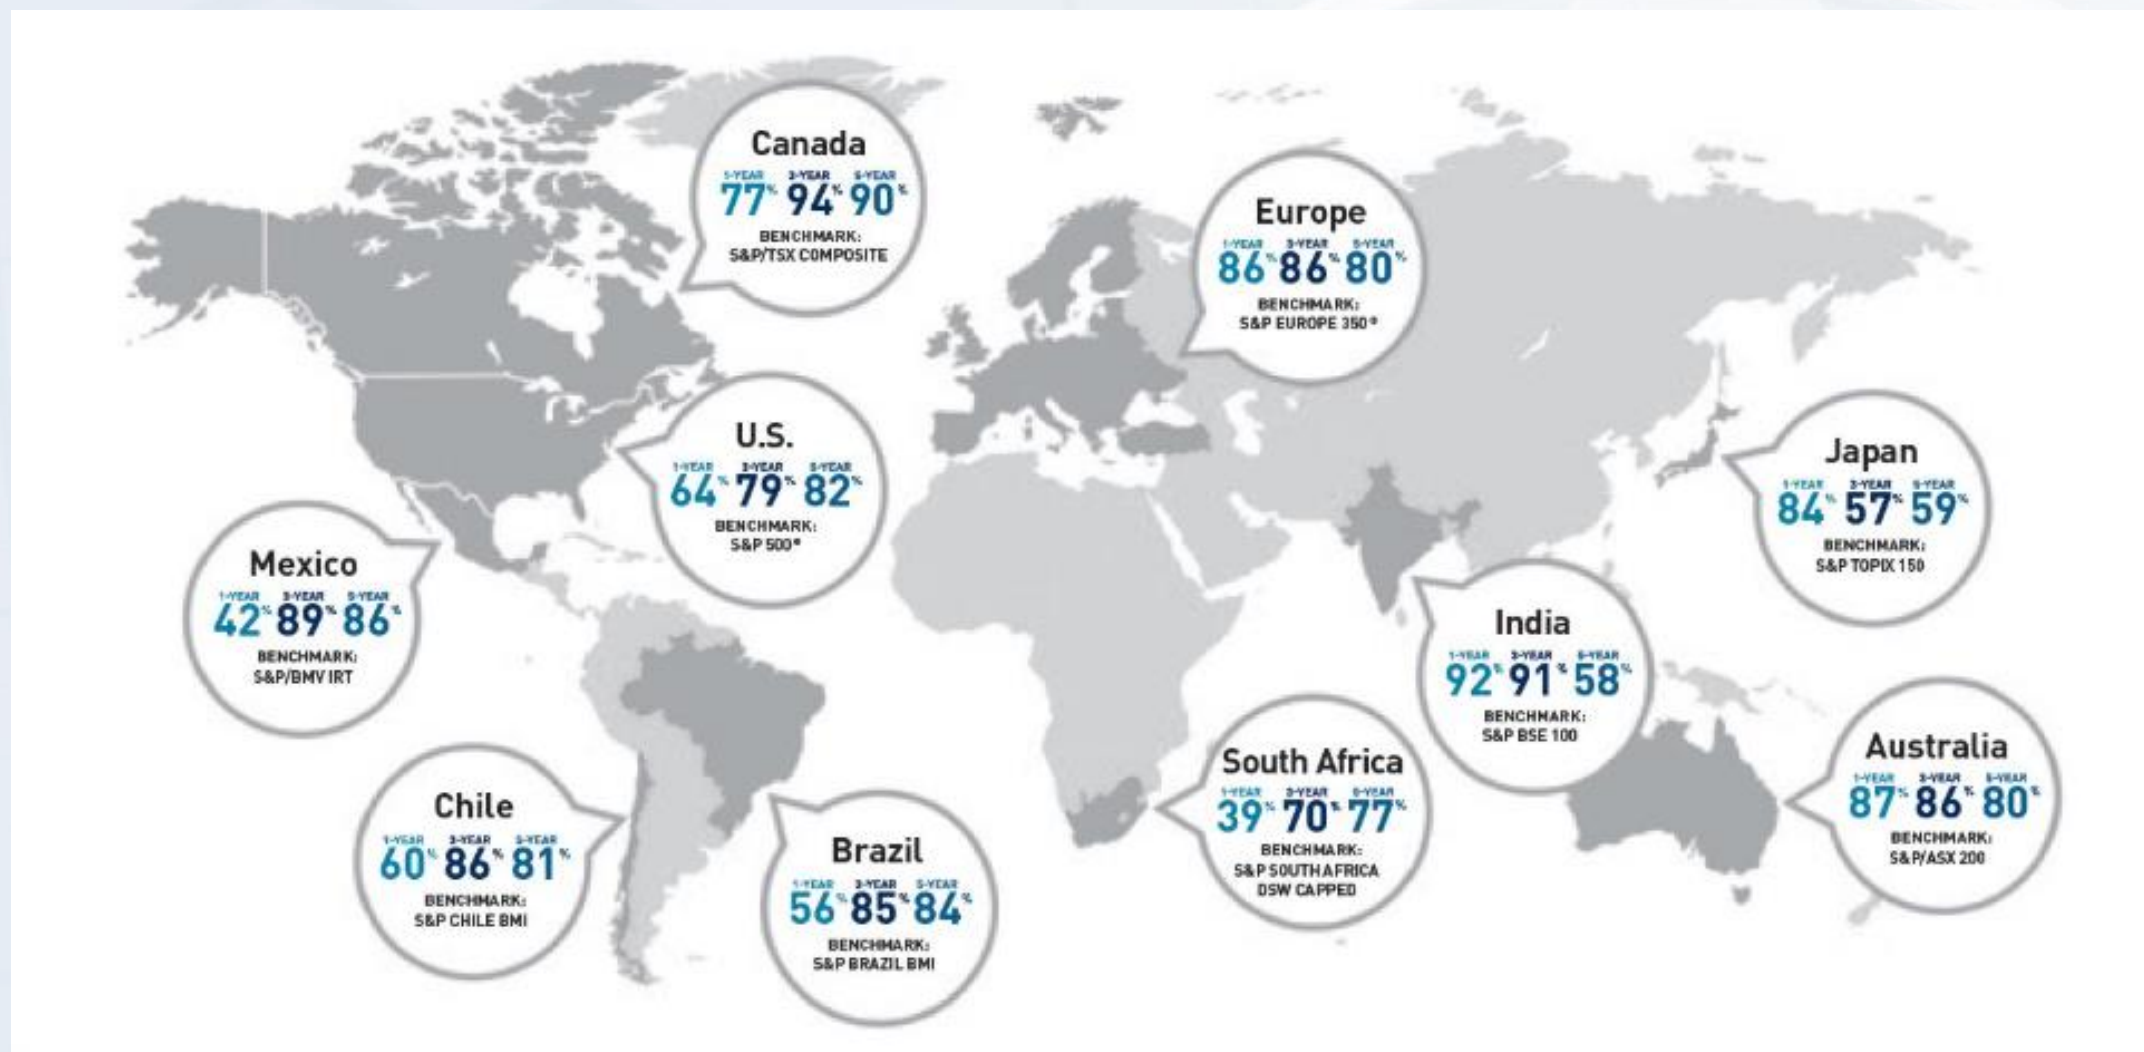 Canada
1-YEAR 3-YEAR 5-YEAR
77% 94% 90%
BENCHMARK:
S&P/TSX COMPOSITE
Europe
1-YEAR 3-YEAR 5-YEAR
86% 86% 80%
BENCHMARK:
S&P EUROPE 350®
U.S.
1-YEAR 3-YEAR 5-YEAR
64% 79% 82%
BENCHMARK:
S&P 500®
Japan
1-YEAR 3-YEAR 5-YEAR
84% 57% 59%
BENCHMARK:
S&P TOPIX 150
Mexico
1-YEAR 3-YEAR 5-YEAR
42% 89% 86%
BENCHMARK:
S&P/BMV IRT
India
1-YEAR 3-YEAR 5-YEAR
92% 91% 58%
BENCHMARK:
S&P BSE 100
South Africa
1-YEAR 3-YEAR 5-YEAR
39% 70% 77%
BENCHMARK:
S&P SOUTH AFRICA
DSW CAPPED
Australia
1-YEAR 3-YEAR 5-YEAR
87% 86% 80%
BENCHMARK:
S&P/ASX 200
Chile
1-YEAR 3-YEAR 5-YEAR
60% 86% 81%
BENCHMARK:
S&P CHILE BMI
Brazil
1-YEAR 3-YEAR 5-YEAR
56% 85% 84%
BENCHMARK:
S&P BRAZIL BMI